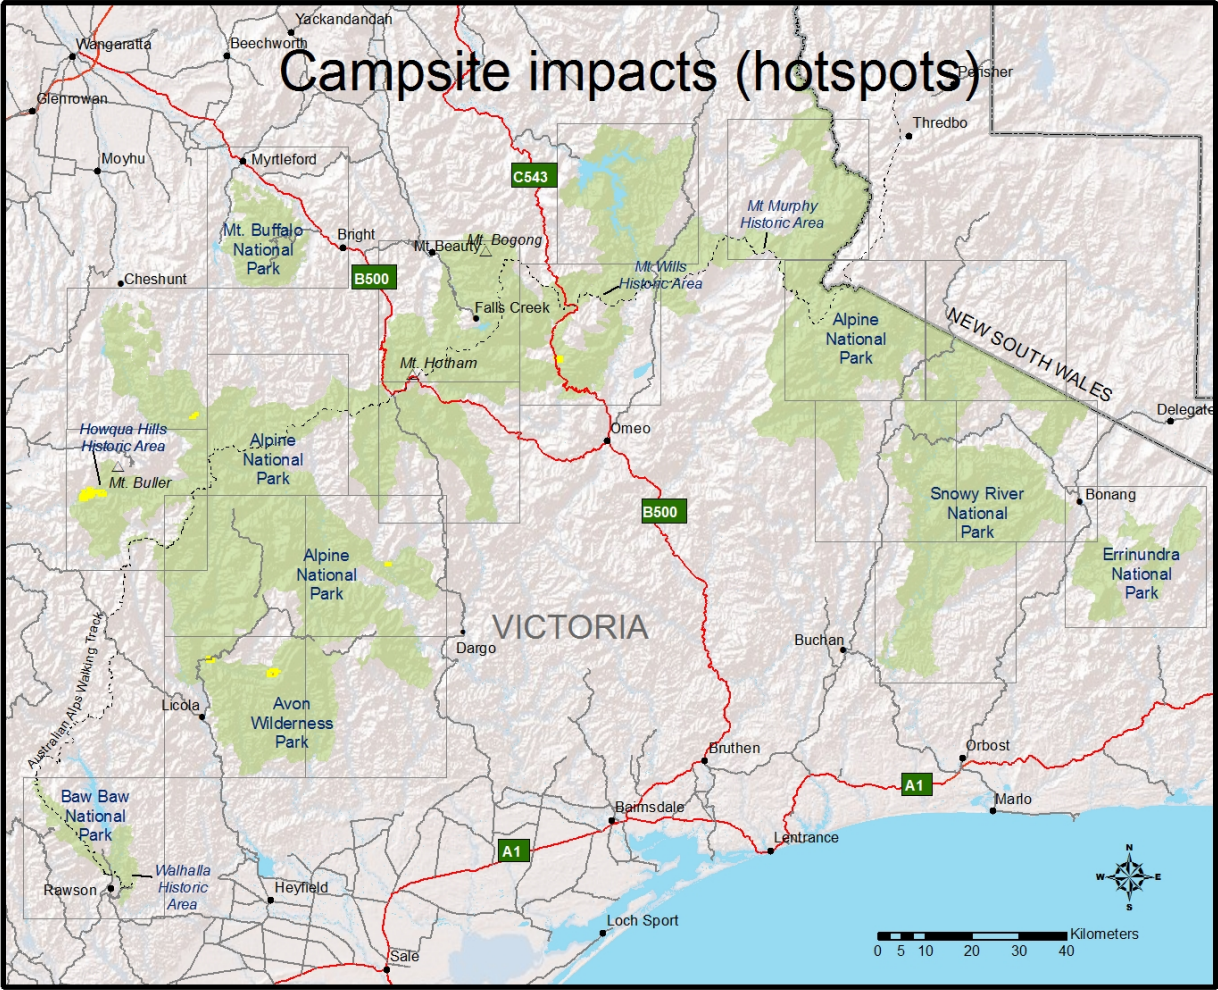 Yackandandah
Wangaratta
Beechworth
Campsite impacts (hotspots)
Perisher
Glenrowan
Thredbo
Moyhu
Myrtleford
C543
Mt Murphy
Historic Area
Mt. Buffalo
National
Park
Bright
Mt Beauty
Mt. Bogong
Cheshunt
B500
Mt Wills
Historic Area
Falls Creek
Alpine
National
Park
NEW SOUTH WALES
Mt. Hotham
Delegate
Howqua Hills
Historic Area
Omeo
Alpine
National
Park
Mt. Buller
Snowy River
National
Park
Bonang
B500
Alpine
National
Park
Errinundra
National
Park
VICTORIA
Buchan
Dargo
Australian Alps Walking Track
Licola
Avon
Wilderness
Park
Bruthen
Orbost
A1
Marlo
Baw Baw
National
Park
Bairnsdale
Lentrance
A1
N
W
E
S
Walhalla
Historic
Area
Rawson
Heyfield
Loch Sport
Kilometers
0 5 10 20 30 40
Sale